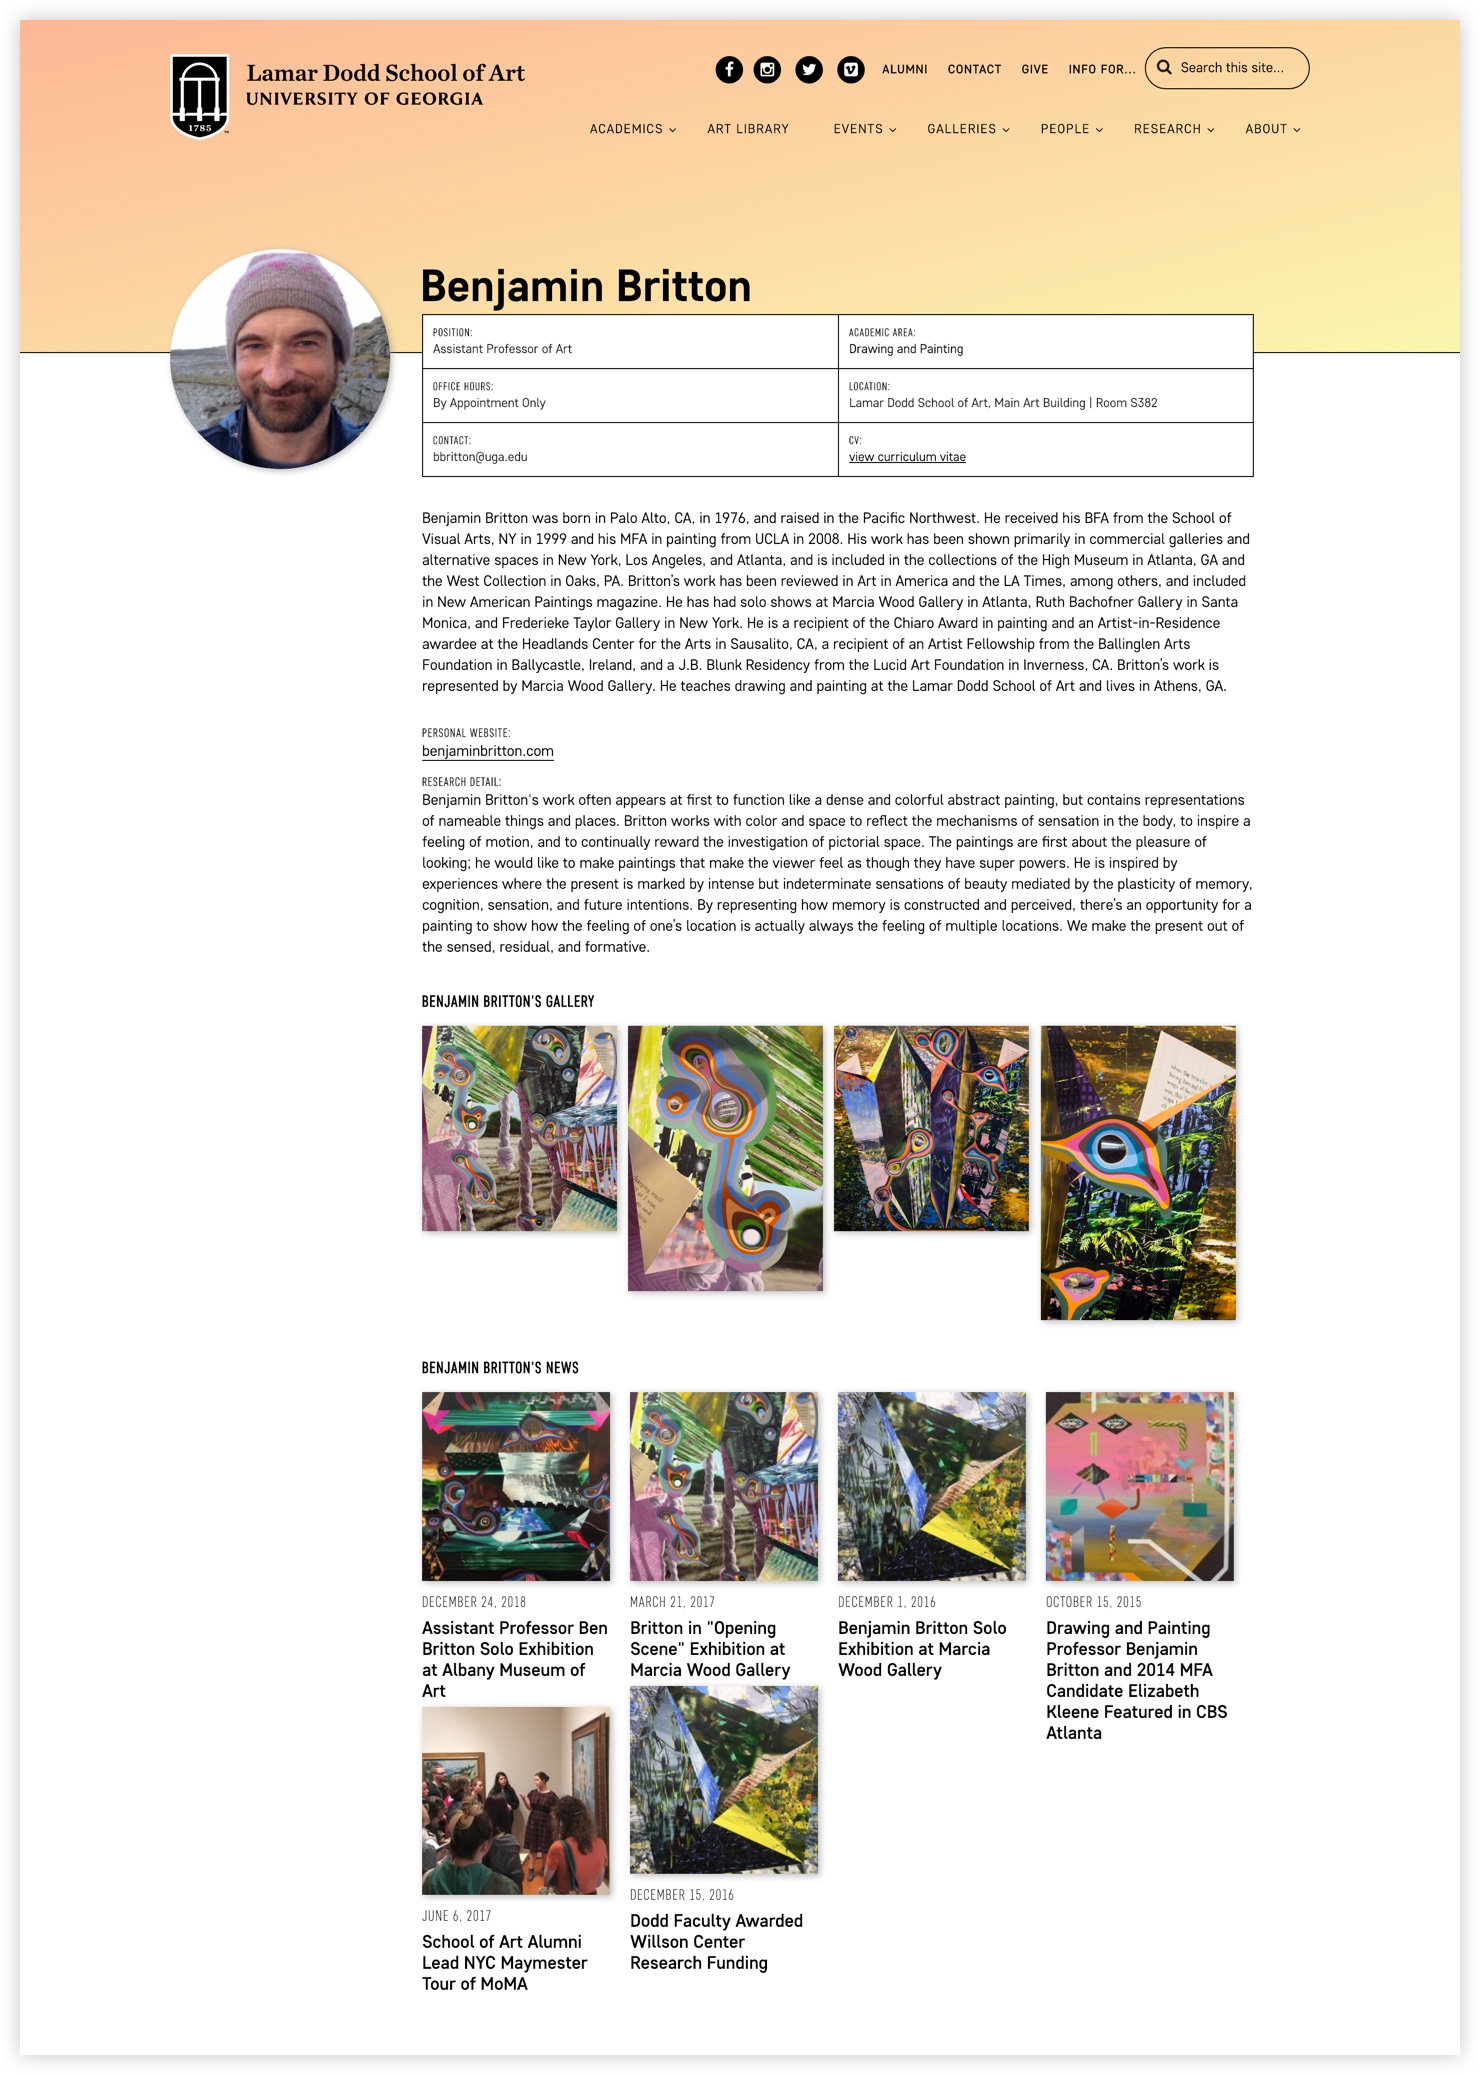 Lamar Dodd School of Art
UNIVERSITY OF GEORGIA
1785
ALUMNI CONTACT GIVE INFO FOR... Search this site...
ACADEMICS ART LIBRARY EVENTS GALLERIES PEOPLE RESEARCH ABOUT
Benjamin Britton
POSITION:
Assistant Professor of Art
ACADEMIC AREA:
Drawing and Painting
OFFICE HOURS:
By Appointment Only
LOCATION:
Lamar Dodd School of Art, Main Art Building | Room S382
CONTACT:
bbritton@uga.edu
CV:
view curriculum vitae
Benjamin Britton was born in Palo Alto, CA, in 1976, and raised in the Pacific Northwest. He received his BFA from the School of
Visual Arts, NY in 1999 and his MFA in painting from UCLA in 2008. His work has been shown primarily in commercial galleries and
alternative spaces in New York, Los Angeles, and Atlanta, and is included in the collections of the High Museum in Atlanta, GA and
the West Collection in Oaks, PA. Britton's work has been reviewed in Art in America and the LA Times, among others, and included
in New American Paintings magazine. He has had solo shows at Marcia Wood Gallery in Atlanta, Ruth Bachofner Gallery in Santa
Monica, and Frederieke Taylor Gallery in New York. He is a recipient of the Chiaro Award in painting and an Artist-in-Residence
awardee at the Headlands Center for the Arts in Sausalito, CA, a recipient of an Artist Fellowship from the Ballinglen Arts
Foundation in Ballycastle, Ireland, and a J.B. Blunk Residency from the Lucid Art Foundation in Inverness, CA. Britton's work is
represented by Marcia Wood Gallery. He teaches drawing and painting at the Lamar Dodd School of Art and lives in Athens, GA.
PERSONAL WEBSITE:
benjaminbritton.com
RESEARCH DETAIL:
Benjamin Britton's work often appears at first to function like a dense and colorful abstract painting, but contains representations
of nameable things and places. Britton works with color and space to reflect the mechanisms of sensation in the body, to inspire a
feeling of motion, and to continually reward the investigation of pictorial space. The paintings are first about the pleasure of
looking; he would like to make paintings that make the viewer feel as though they have super powers. He is inspired by
experiences where the present is marked by intense but indeterminate sensations of beauty mediated by the plasticity of memory,
cognition, sensation, and future intentions. By representing how memory is constructed and perceived, there's an opportunity for a
painting to show how the feeling of one's location is actually always the feeling of multiple locations. We make the present out of
the sensed, residual, and formative.
BENJAMIN BRITTON'S GALLERY
BENJAMIN BRITTON'S NEWS
DECEMBER 24, 2018
Assistant Professor Ben
Britton Solo Exhibition
at Albany Museum of
Art
MARCH 21, 2017
Britton in "Opening
Scene" Exhibition at
Marcia Wood Gallery
DECEMBER 1, 2016
Benjamin Britton Solo
Exhibition at Marcia
Wood Gallery
OCTOBER 15, 2015
Drawing and Painting
Professor Benjamin
Britton and 2014 MFA
Candidate Elizabeth
Kleene Featured in CBS
Atlanta
JUNE 6, 2017
School of Art Alumni
Lead NYC Maymester
Tour of MoMA
DECEMBER 15, 2016
Dodd Faculty Awarded
Willson Center
Research Funding